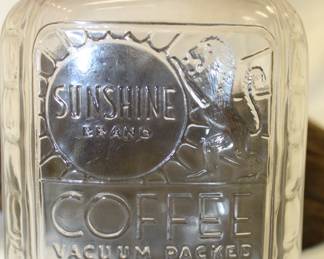 SUNSHINE
BRAND
COFFEE
VACUUM PACKED